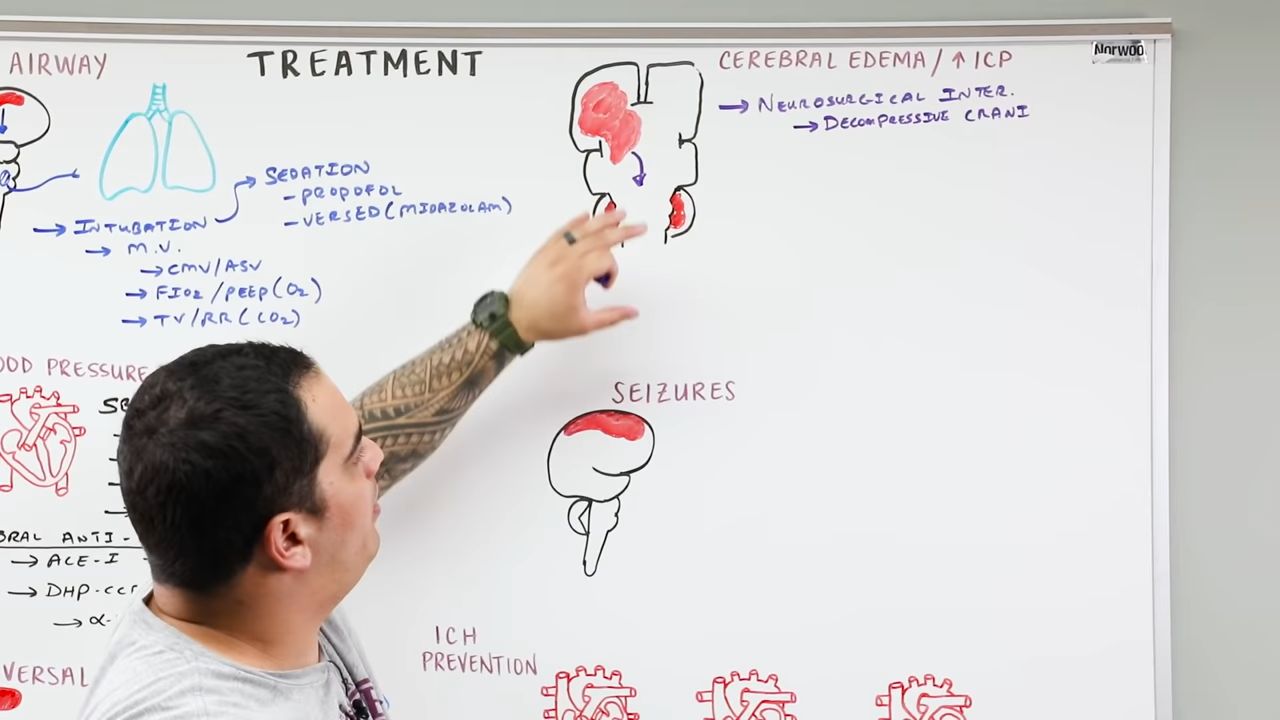 AIRWAY
TREATMENT
CEREBRAL EDEMA / ↑ ICP
Norwoo
→ NEUROSURGICAL INTER.
→ DECOMPRESSIVE CRANI
SEDATION
- PROPOFOL
- VERSED (MIDAZOLAM)
→ INTUBATION
→ M.V.
→ CMV/ASV
→ FIO2 / PEEP (O2)
→ TV/RR (CO2)
OOD PRESSURE
SEIZURES
BRAL ANTI-
→ ACE-I
→ DHP-CC
→ α-
VERSAL
ICH
PREVENTION